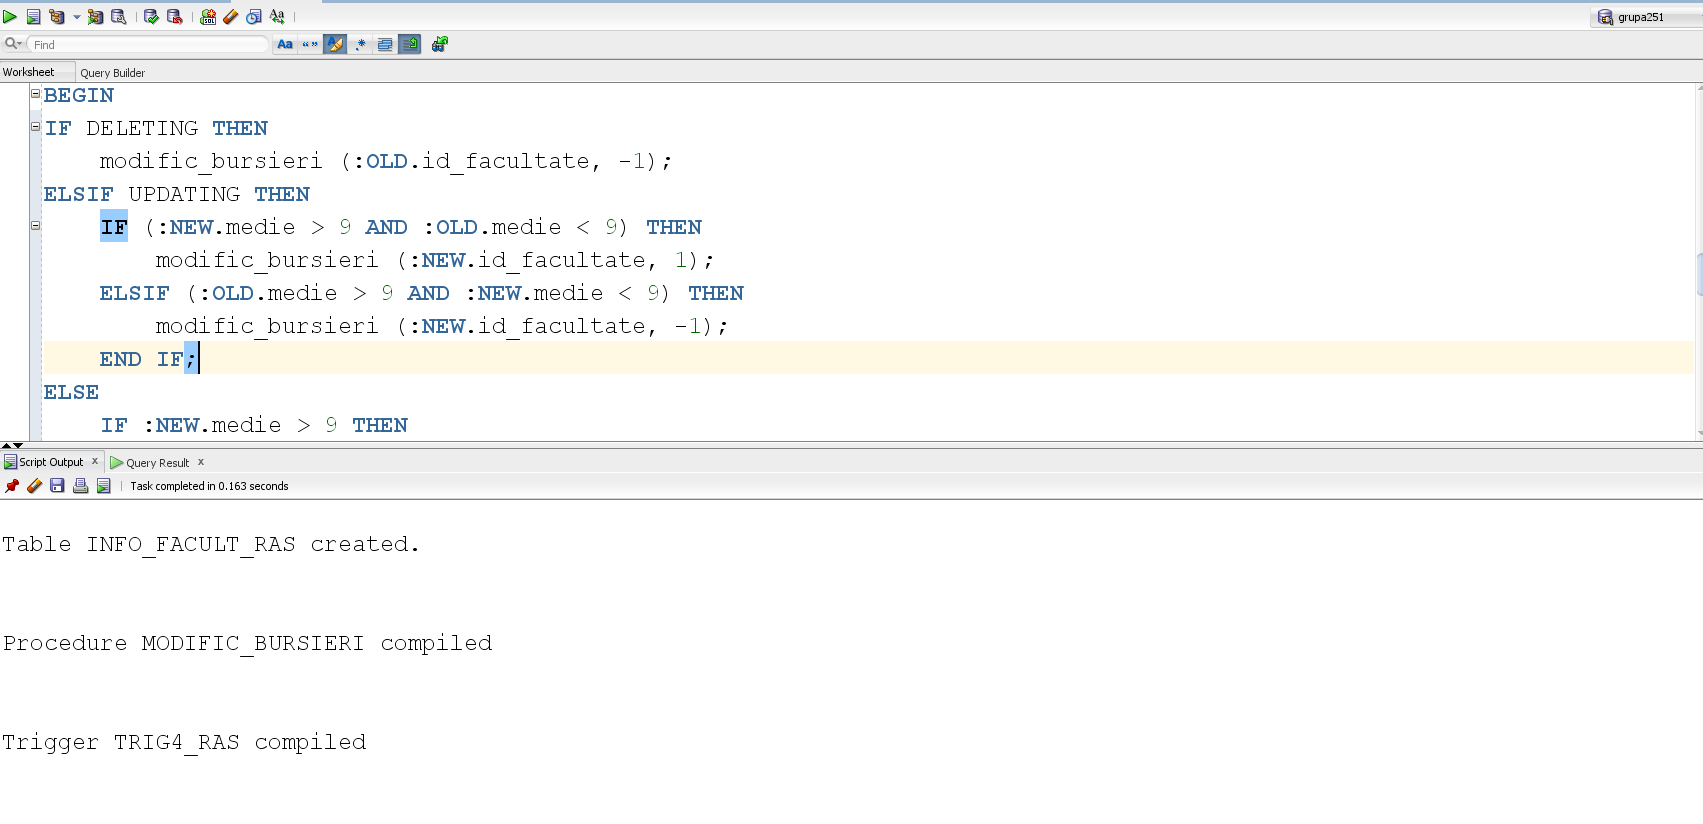 grupa251
Find
Aa “” .*
Worksheet Query Builder
BEGIN
IF DELETING THEN
modific_bursieri (:OLD.id_facultate, -1);
ELSIF UPDATING THEN
IF (:NEW.medie > 9 AND :OLD.medie < 9) THEN
modific_bursieri (:NEW.id_facultate, 1);
ELSIF (:OLD.medie > 9 AND :NEW.medie < 9) THEN
modific_bursieri (:NEW.id_facultate, -1);
END IF;
ELSE
IF :NEW.medie > 9 THEN
Script Output x Query Result x
Task completed in 0.163 seconds
Table INFO_FACULT_RAS created.
Procedure MODIFIC_BURSIERI compiled
Trigger TRIG4_RAS compiled